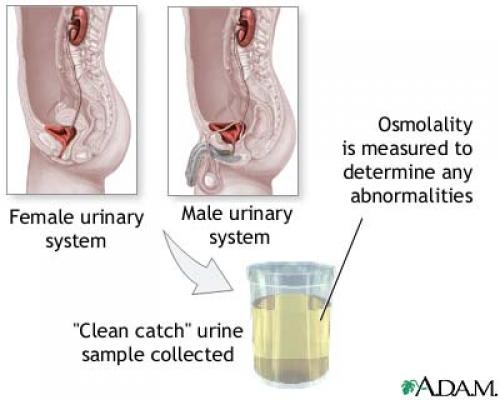 Female urinary
system
Male urinary
system
Osmolality
is measured to
determine any
abnormalities
"Clean catch" urine
sample collected
A.D.A.M.